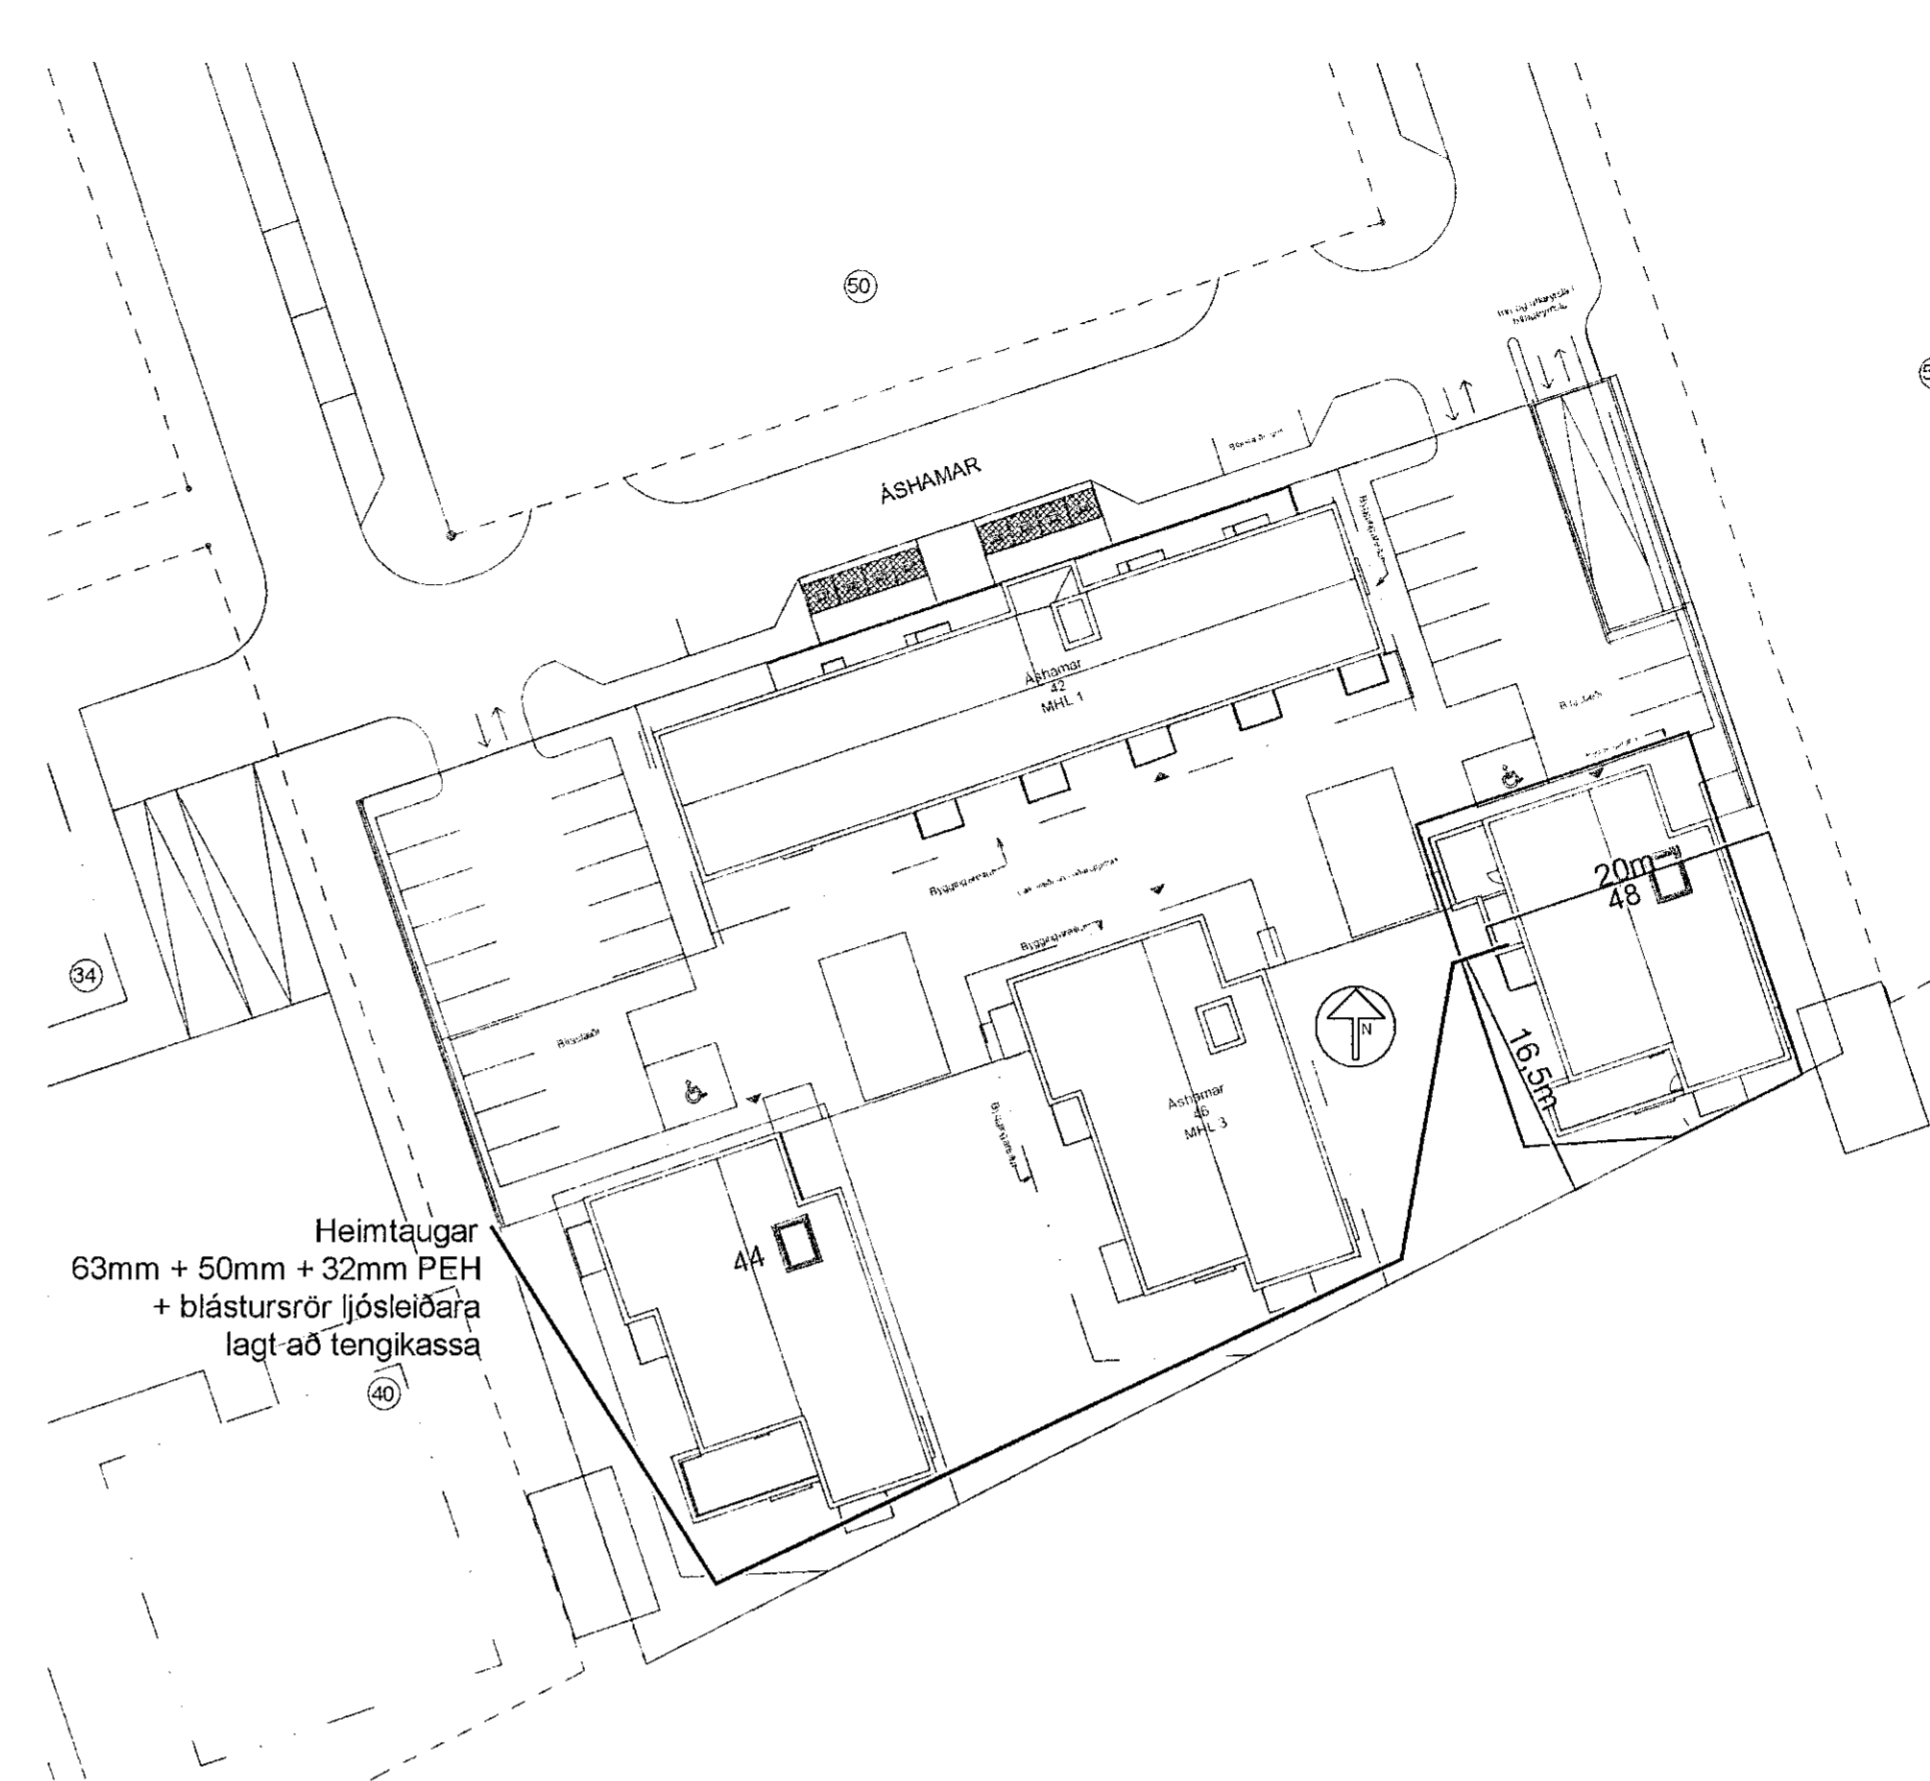 50
ÁSHAMAR
Áshamar
42
MHL 1
20m
48
34
N
16,5m
Áshamar
46
MHL 3
Heimtaugar
63mm + 50mm + 32mm PEH
+ blástursrör ljósleiðara
lagt að tengikassa
44
40